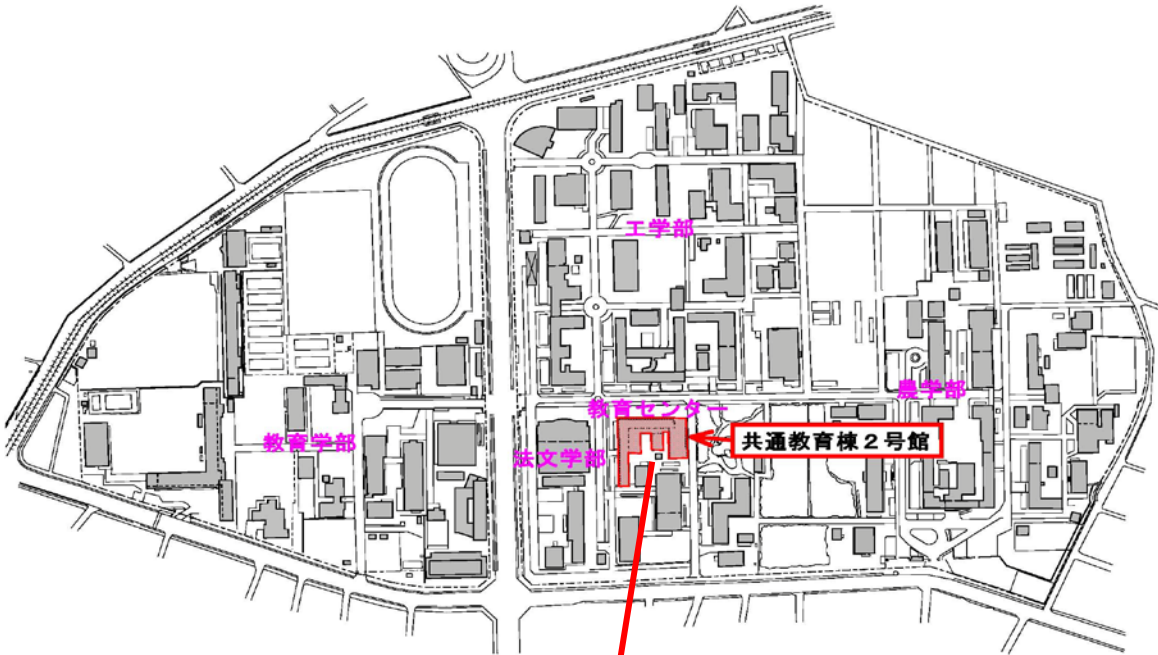 工学部
農学部
教育センター
共通教育棟２号館
教育学部
法文学部